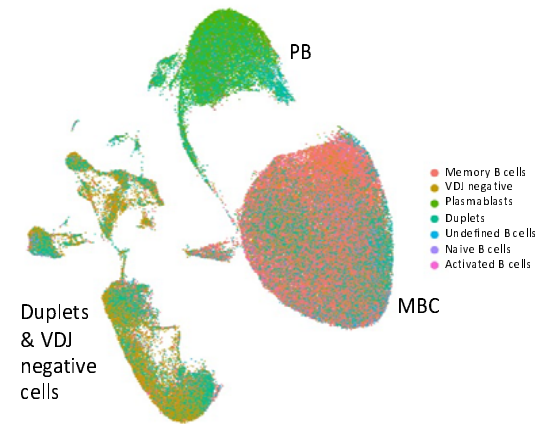 PB
Memory B cells
VDJ negative
Plasmablasts
Duplets
Undefined B cells
Naive B cells
Activated B cells
MBC
Duplets
& VDJ
negative
cells